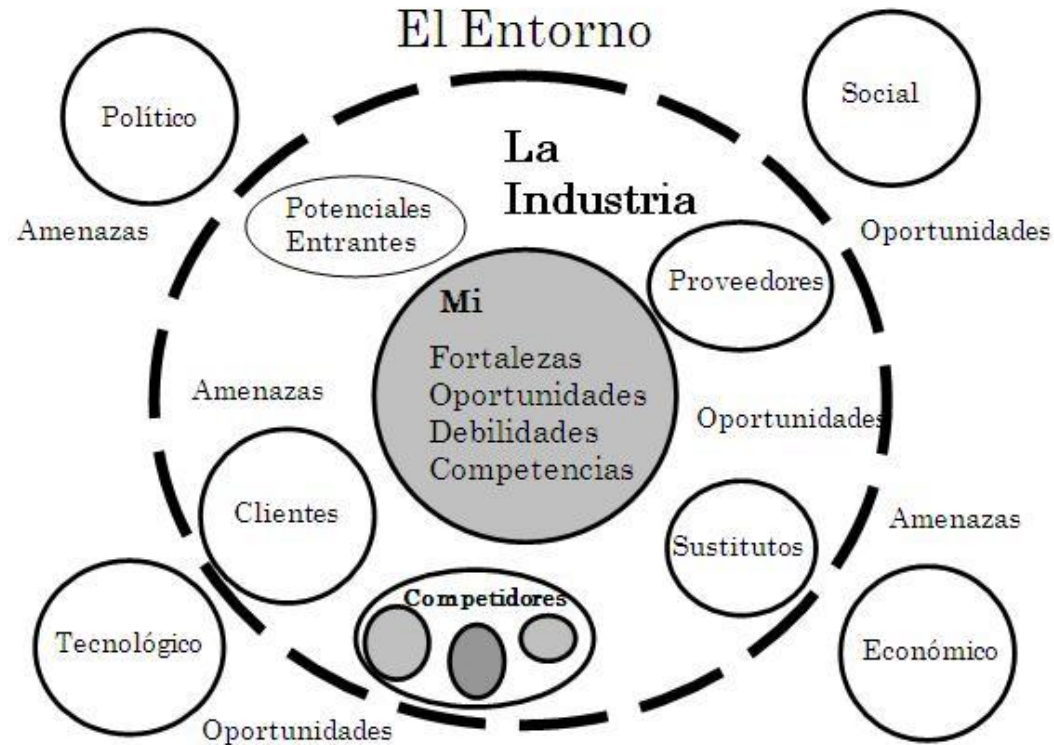 El Entorno
Político
Social
La
Industria
Potenciales
Entrantes
Amenazas
Oportunidades
Proveedores
Mi
Fortalezas
Oportunidades
Debilidades
Competencias
Amenazas
Oportunidades
Clientes
Sustitutos
Amenazas
Competidores
Tecnológico
Económico
Oportunidades